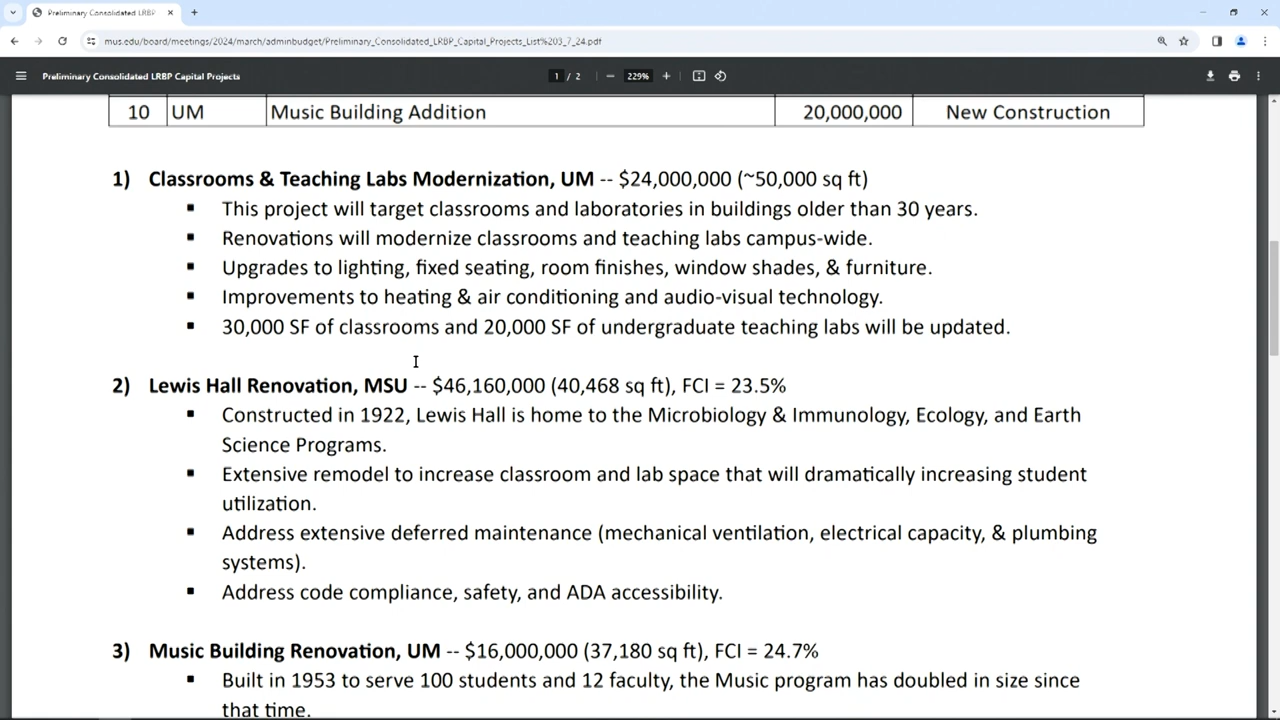 Preliminary Consolidated LRBP
mus.edu/board/meetings/2024/march/adminbudget/Preliminary_Consolidated_LRBP_Capital_Projects_List%203_7_24.pdf
Preliminary Consolidated LRBP Capital Projects
1 / 2
229%
10 UM Music Building Addition 20,000,000 New Construction
1) Classrooms & Teaching Labs Modernization, UM -- $24,000,000 (~50,000 sq ft)
▪ This project will target classrooms and laboratories in buildings older than 30 years.
▪ Renovations will modernize classrooms and teaching labs campus-wide.
▪ Upgrades to lighting, fixed seating, room finishes, window shades, & furniture.
▪ Improvements to heating & air conditioning and audio-visual technology.
▪ 30,000 SF of classrooms and 20,000 SF of undergraduate teaching labs will be updated.
2) Lewis Hall Renovation, MSU -- $46,160,000 (40,468 sq ft), FCI = 23.5%
▪ Constructed in 1922, Lewis Hall is home to the Microbiology & Immunology, Ecology, and Earth
Science Programs.
▪ Extensive remodel to increase classroom and lab space that will dramatically increasing student
utilization.
▪ Address extensive deferred maintenance (mechanical ventilation, electrical capacity, & plumbing
systems).
▪ Address code compliance, safety, and ADA accessibility.
3) Music Building Renovation, UM -- $16,000,000 (37,180 sq ft), FCI = 24.7%
▪ Built in 1953 to serve 100 students and 12 faculty, the Music program has doubled in size since
that time.